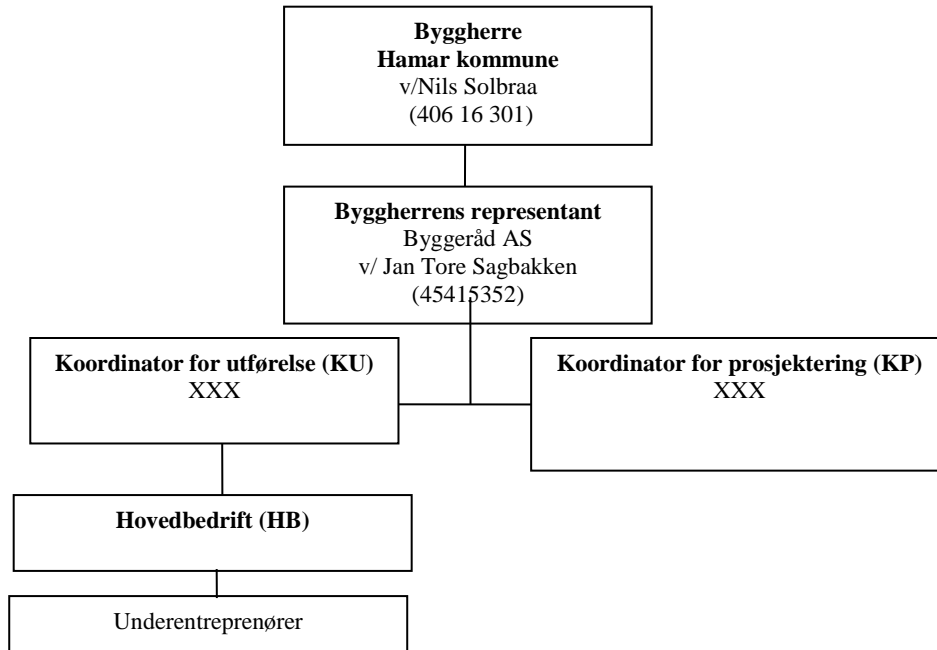 Byggherre
Hamar kommune
v/Nils Solbraa
(406 16 301)
Byggherrens representant
Byggeråd AS
v/ Jan Tore Sagbakken
(45415352)
Koordinator for utførelse (KU)
XXX
Koordinator for prosjektering (KP)
XXX
Hovedbedrift (HB)
Underentreprenører